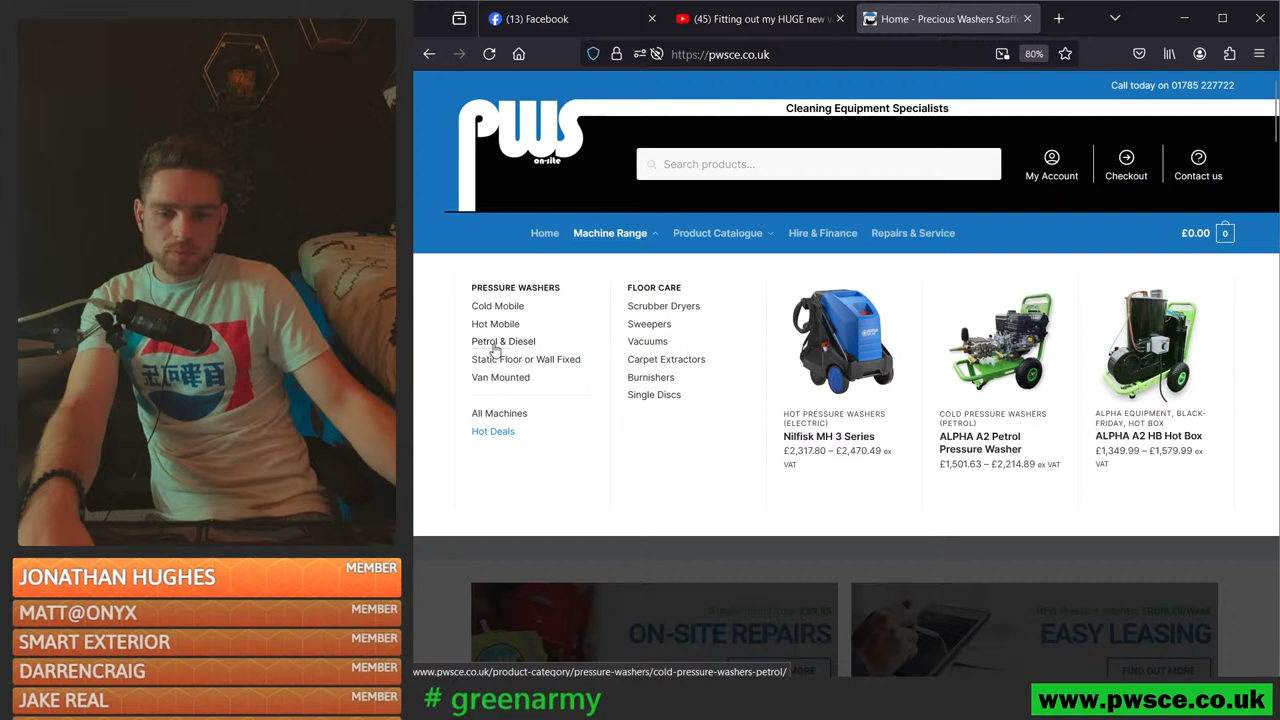 (13) Facebook
(45) Fitting out my HUGE new v
Home - Precious Washers Staff
https://pwsce.co.uk
80%
Call today on 01785 227722
Cleaning Equipment Specialists
pws
on-site
Search products...
My Account
Checkout
Contact us
Home
Machine Range
Product Catalogue
Hire & Finance
Repairs & Service
£0.00
0
PRESSURE WASHERS
Cold Mobile
Hot Mobile
Petrol & Diesel
Static Floor or Wall Fixed
Van Mounted
All Machines
Hot Deals
FLOOR CARE
Scrubber Dryers
Sweepers
Vacuums
Carpet Extractors
Burnishers
Single Discs
HOT PRESSURE WASHERS
(ELECTRIC)
Nilfisk MH 3 Series
£2,317.80 – £2,470.49 ex
VAT
COLD PRESSURE WASHERS
(PETROL)
ALPHA A2 Petrol
Pressure Washer
£1,501.63 – £2,214.89 ex VAT
ALPHA EQUIPMENT, BLACK-
FRIDAY, HOT BOX
ALPHA A2 HB Hot Box
£1,349.99 – £1,579.99 ex
VAT
ON-SITE REPAIRS
EASY LEASING
FIND OUT MORE
www.pwsce.co.uk/product-category/pressure-washers/cold-pressure-washers-petrol/
JONATHAN HUGHES
MEMBER
MATT@ONYX
MEMBER
SMART EXTERIOR
MEMBER
DARRENCRAIG
MEMBER
JAKE REAL
MEMBER
# greenarmy
www.pwsce.co.uk